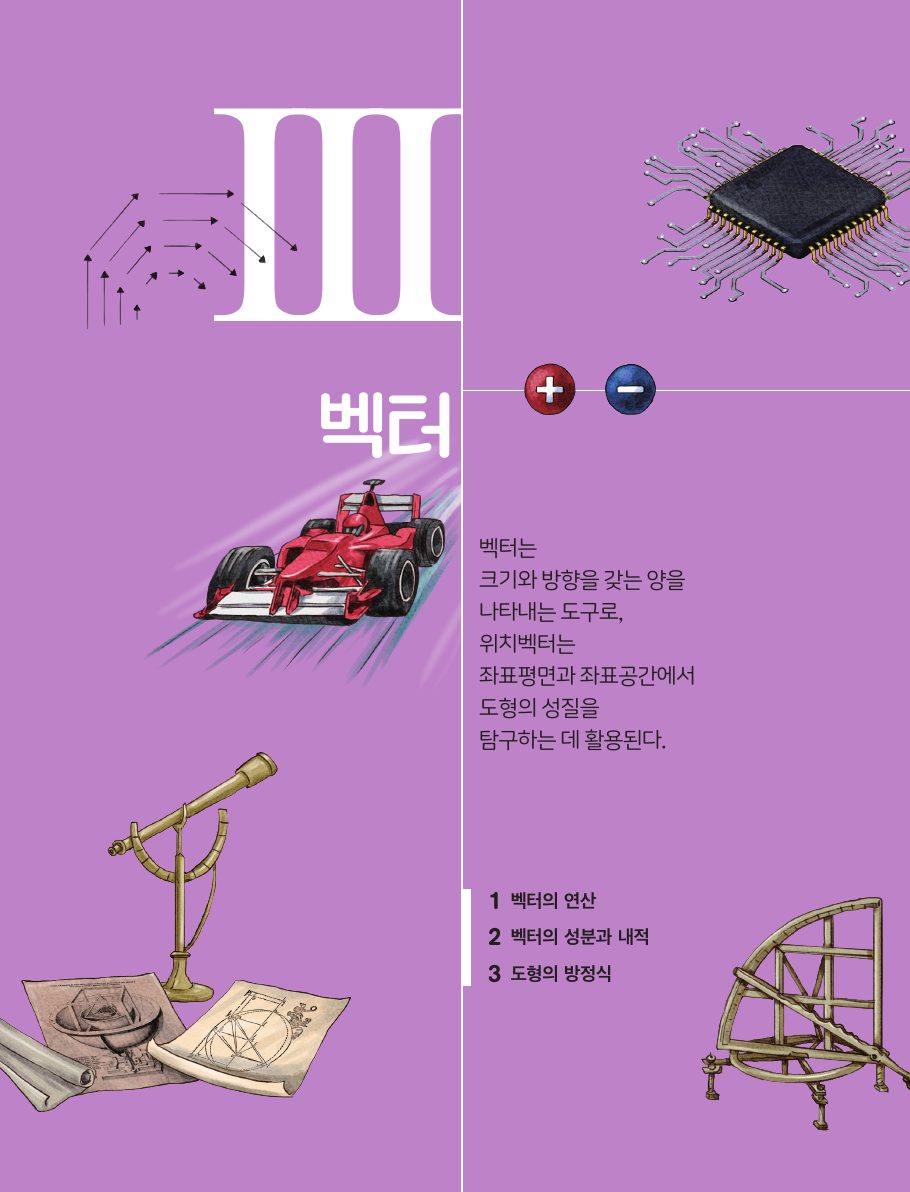 III
벡터
벡터는
크기와 방향을 갖는 양을
나타내는 도구로,
위치벡터는
좌표평면과 좌표공간에서
도형의 성질을
탐구하는 데 활용된다.
1 벡터의 연산
2 벡터의 성분과 내적
3 도형의 방정식